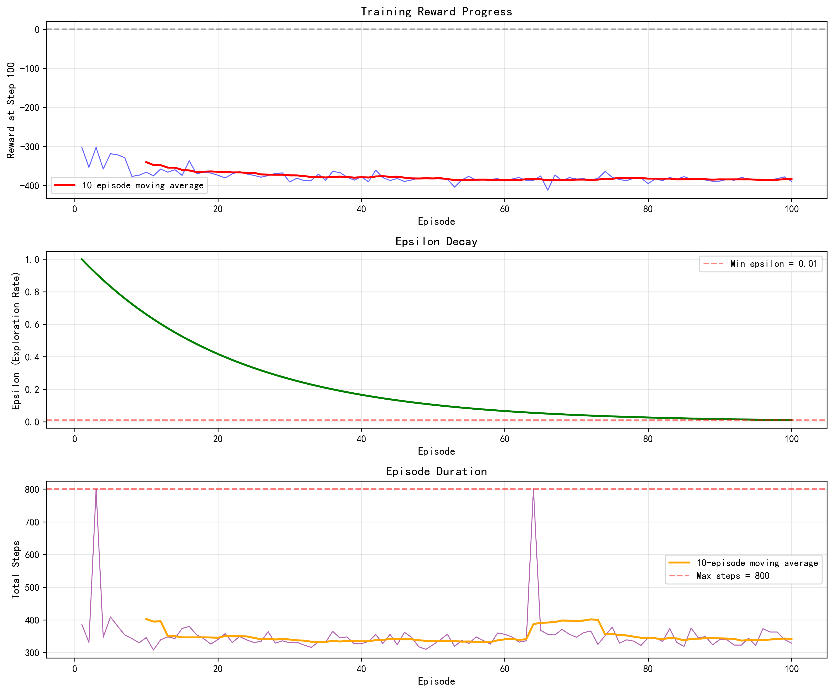 Training Reward Progress
Reward at Step 100
0
-100
-200
-300
-400
10 episode moving average
0 20 40 60 80 100
Episode
Epsilon Decay
Epsilon (Exploration Rate)
1.0
0.8
0.6
0.4
0.2
0.0
Min epsilon = 0.01
0 20 40 60 80 100
Episode
Episode Duration
Total Steps
800
700
600
500
400
300
10-episode moving average
Max steps = 800
0 20 40 60 80 100
Episode